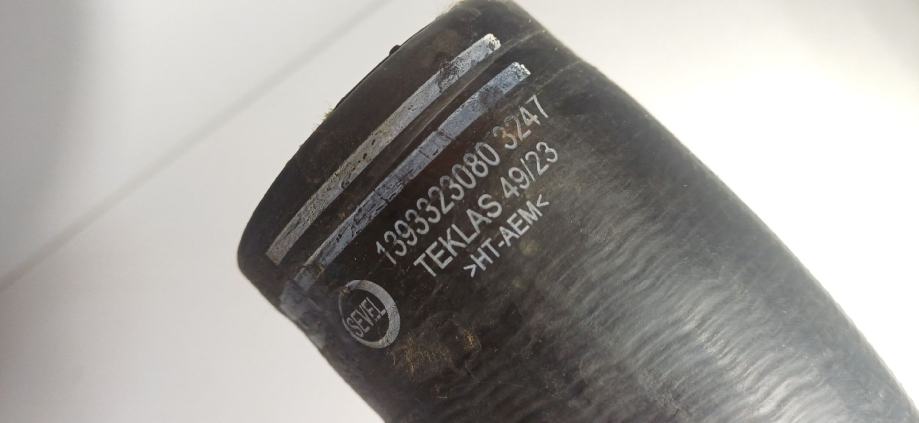 1393323080 3247
TEKLAS 49/23
>HT-AEM<
SEVEL